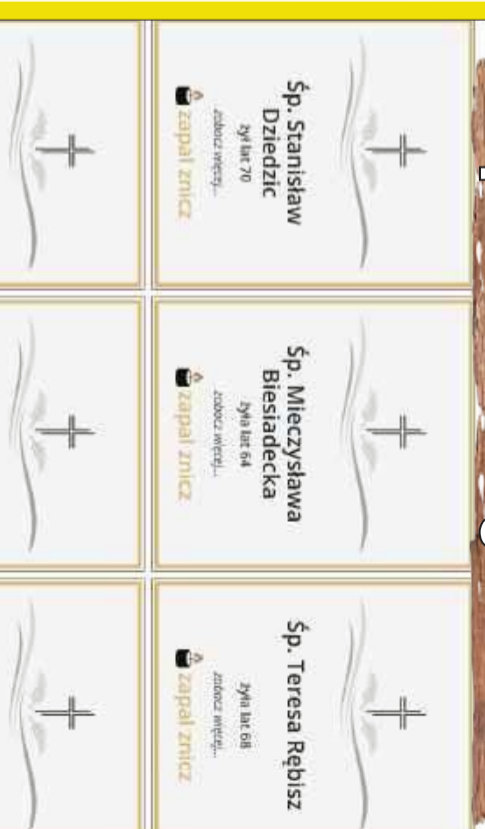 Śp. Stanisław
Dziedzic
żył lat 70
zobacz więcej...
zapal znicz
Śp. Mieczysława
Biesiadecka
żyła lat 64
zobacz więcej...
zapal znicz
Śp. Teresa Rębisz
żyła lat 68
zobacz więcej...
zapal znicz